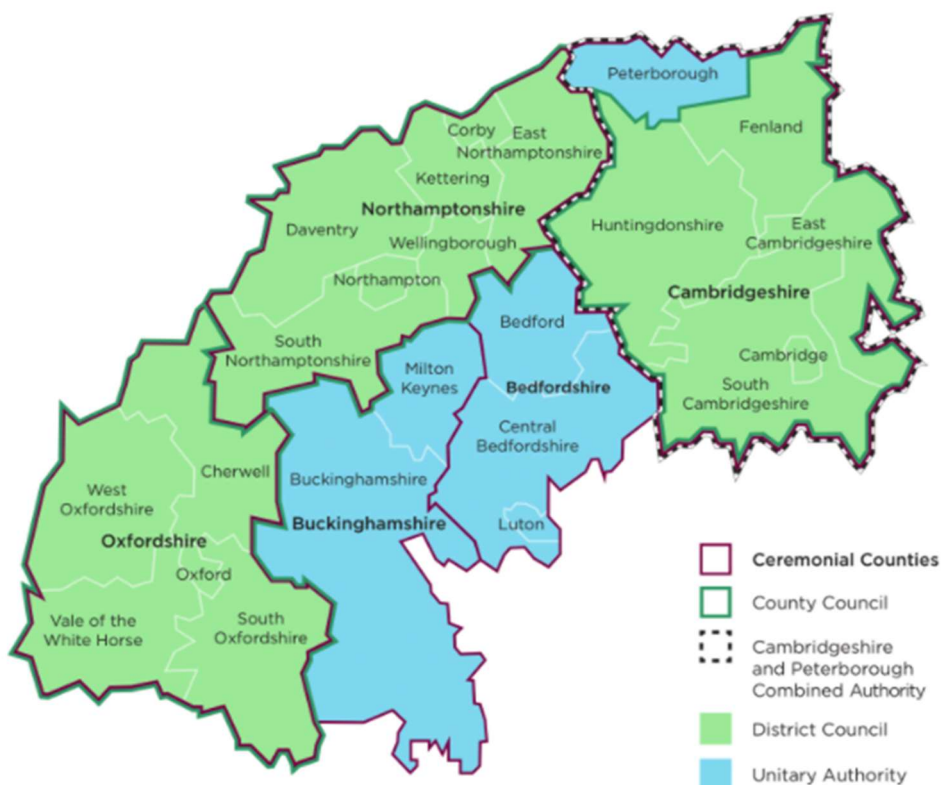 Peterborough
Fenland
Corby
East
Northamptonshire
Kettering
Northamptonshire
Daventry
Wellingborough
Northampton
South
Northamptonshire
Huntingdonshire
East
Cambridgeshire
Cambridgeshire
Cambridge
South
Cambridgeshire
Bedford
Milton
Keynes
Bedfordshire
Central
Bedfordshire
Luton
Buckinghamshire
Buckinghamshire
Cherwell
West
Oxfordshire
Oxfordshire
Oxford
Vale of the
White Horse
South
Oxfordshire
Ceremonial Counties
County Council
Cambridgeshire
and Peterborough
Combined Authority
District Council
Unitary Authority